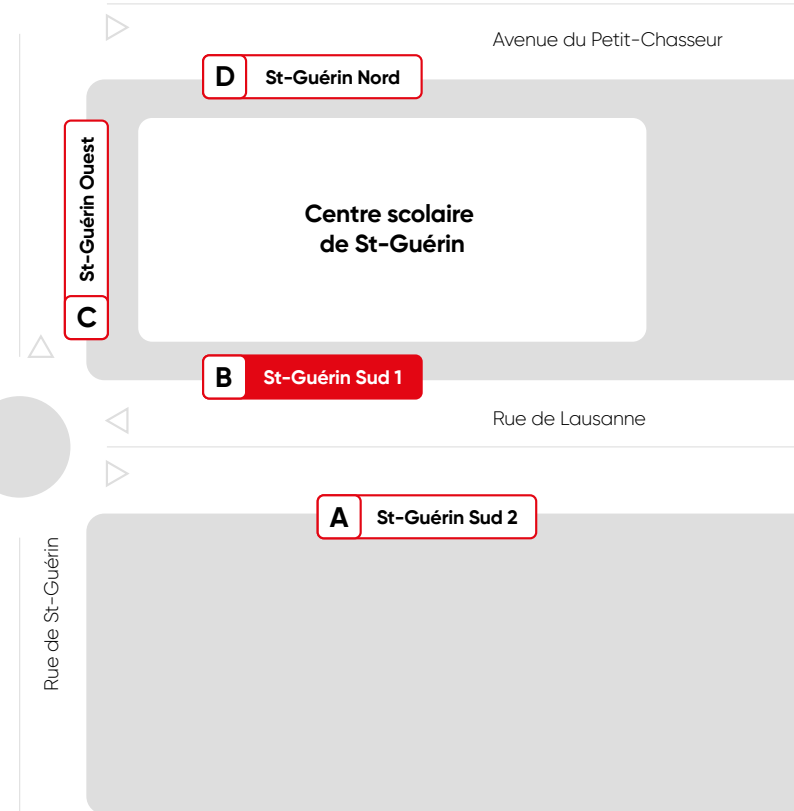 Avenue du Petit-Chasseur
D St-Guérin Nord
C St-Guérin Ouest
Centre scolaire
de St-Guérin
B St-Guérin Sud 1
Rue de Lausanne
A St-Guérin Sud 2
Rue de St-Guérin